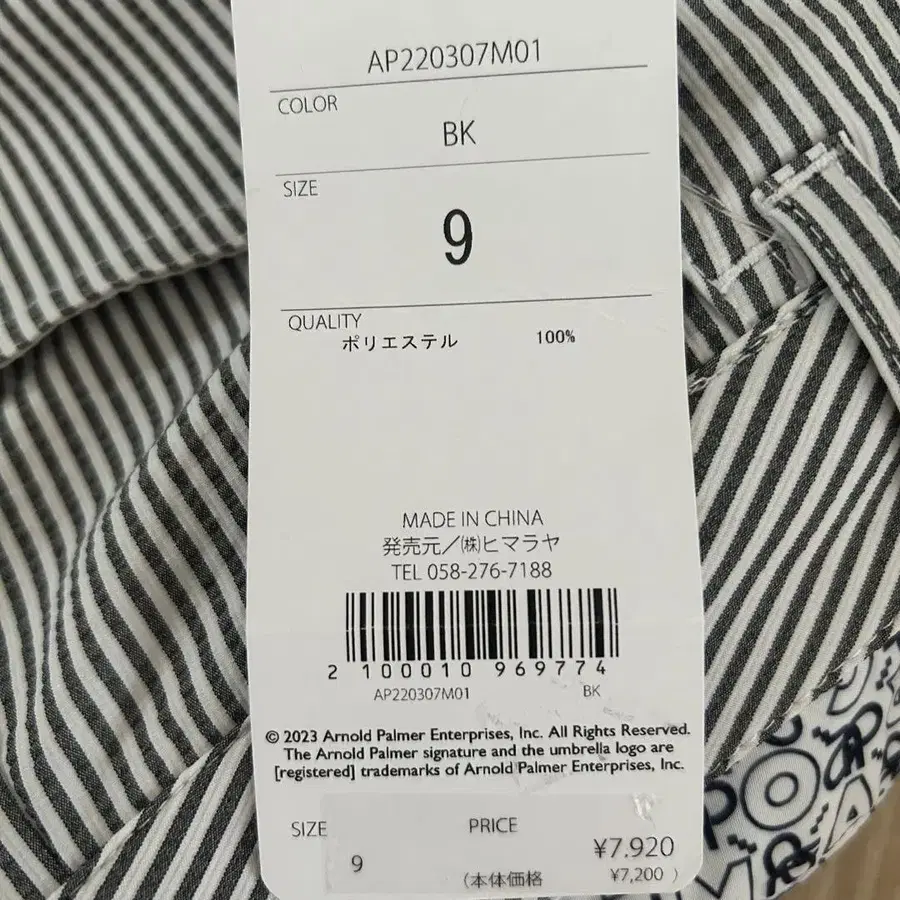 AP220307M01
COLOR
BK
SIZE
9
QUALITY
ポリエステル 100%
MADE IN CHINA
発売元／㈱ヒマラヤ
TEL 058-276-7188
2 100010 969774
AP220307M01 BK
© 2023 Arnold Palmer Enterprises, Inc. All Rights Reserved.
The Arnold Palmer signature and the umbrella logo are
[registered] trademarks of Arnold Palmer Enterprises, Inc.
SIZE PRICE
9 ¥7.920
(本体価格 ¥7,200 )